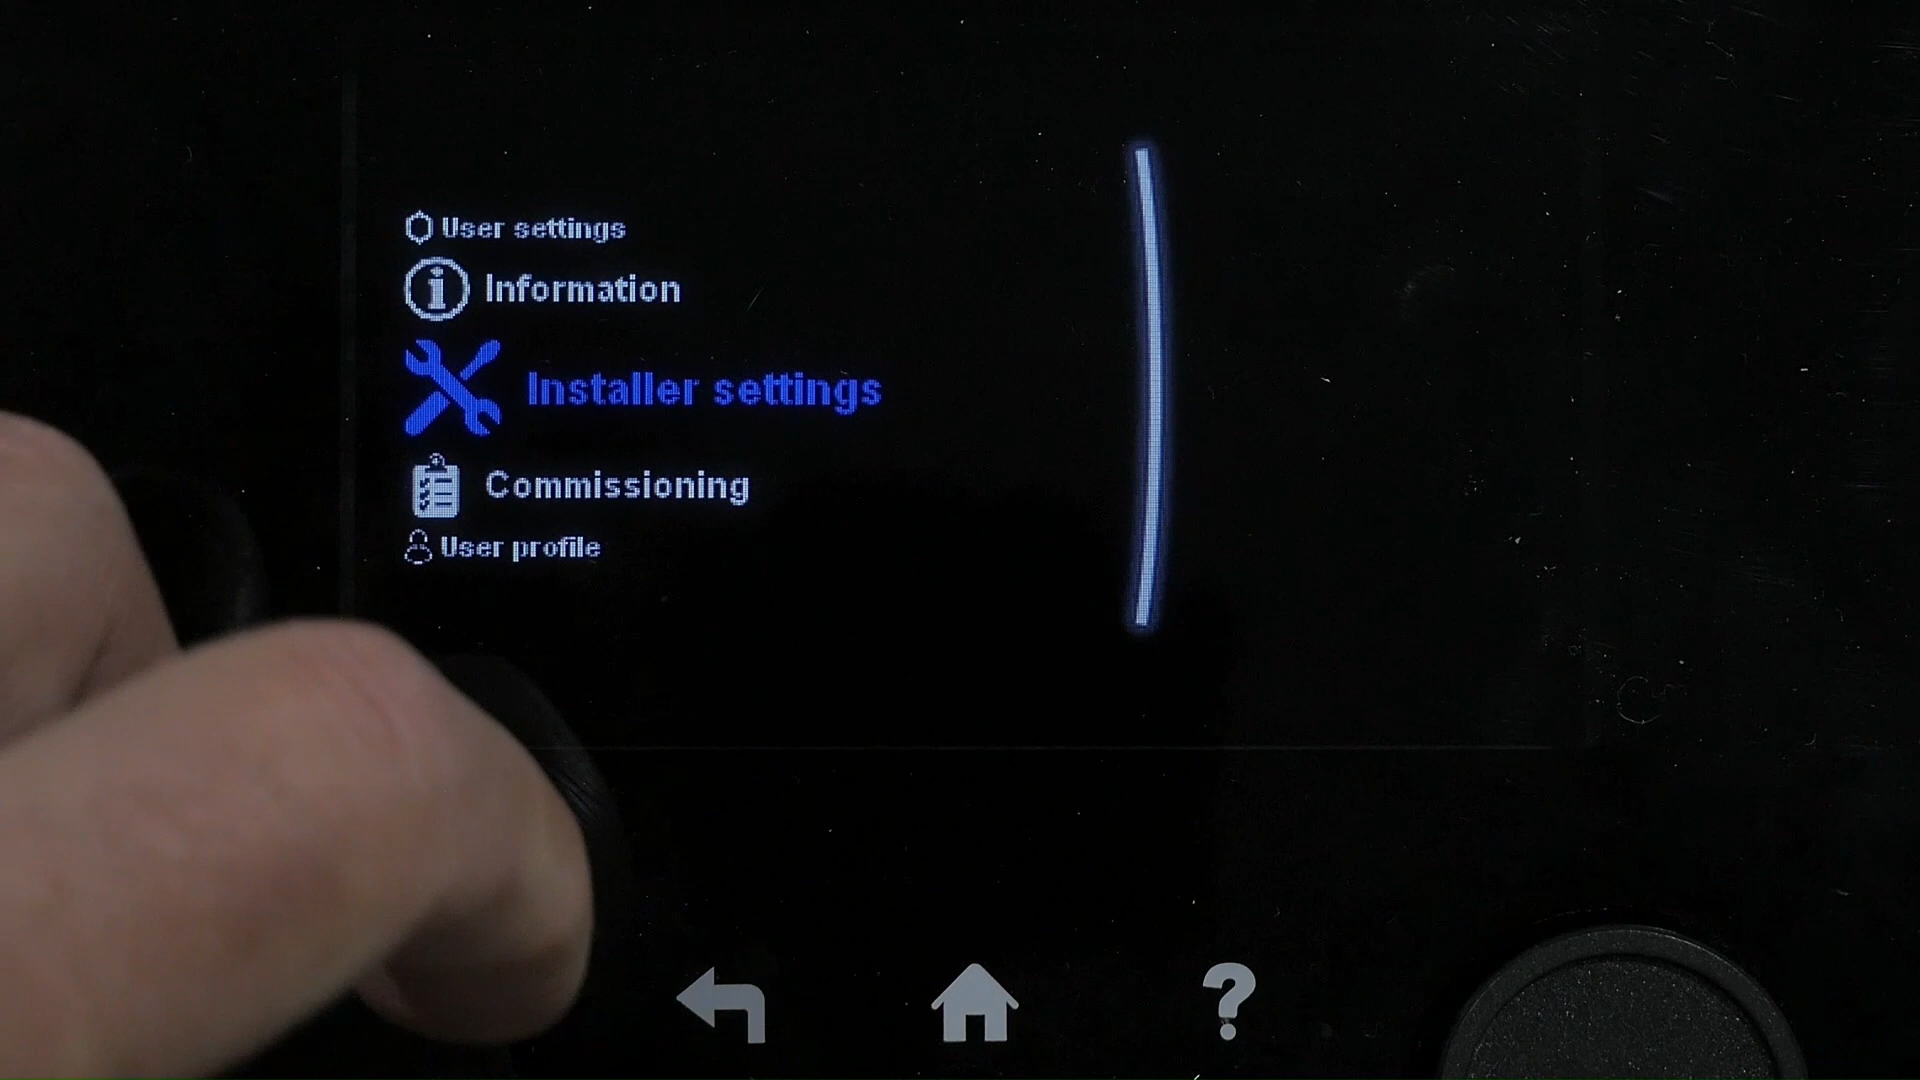 User settings
Information
Installer settings
Commissioning
User profile
?